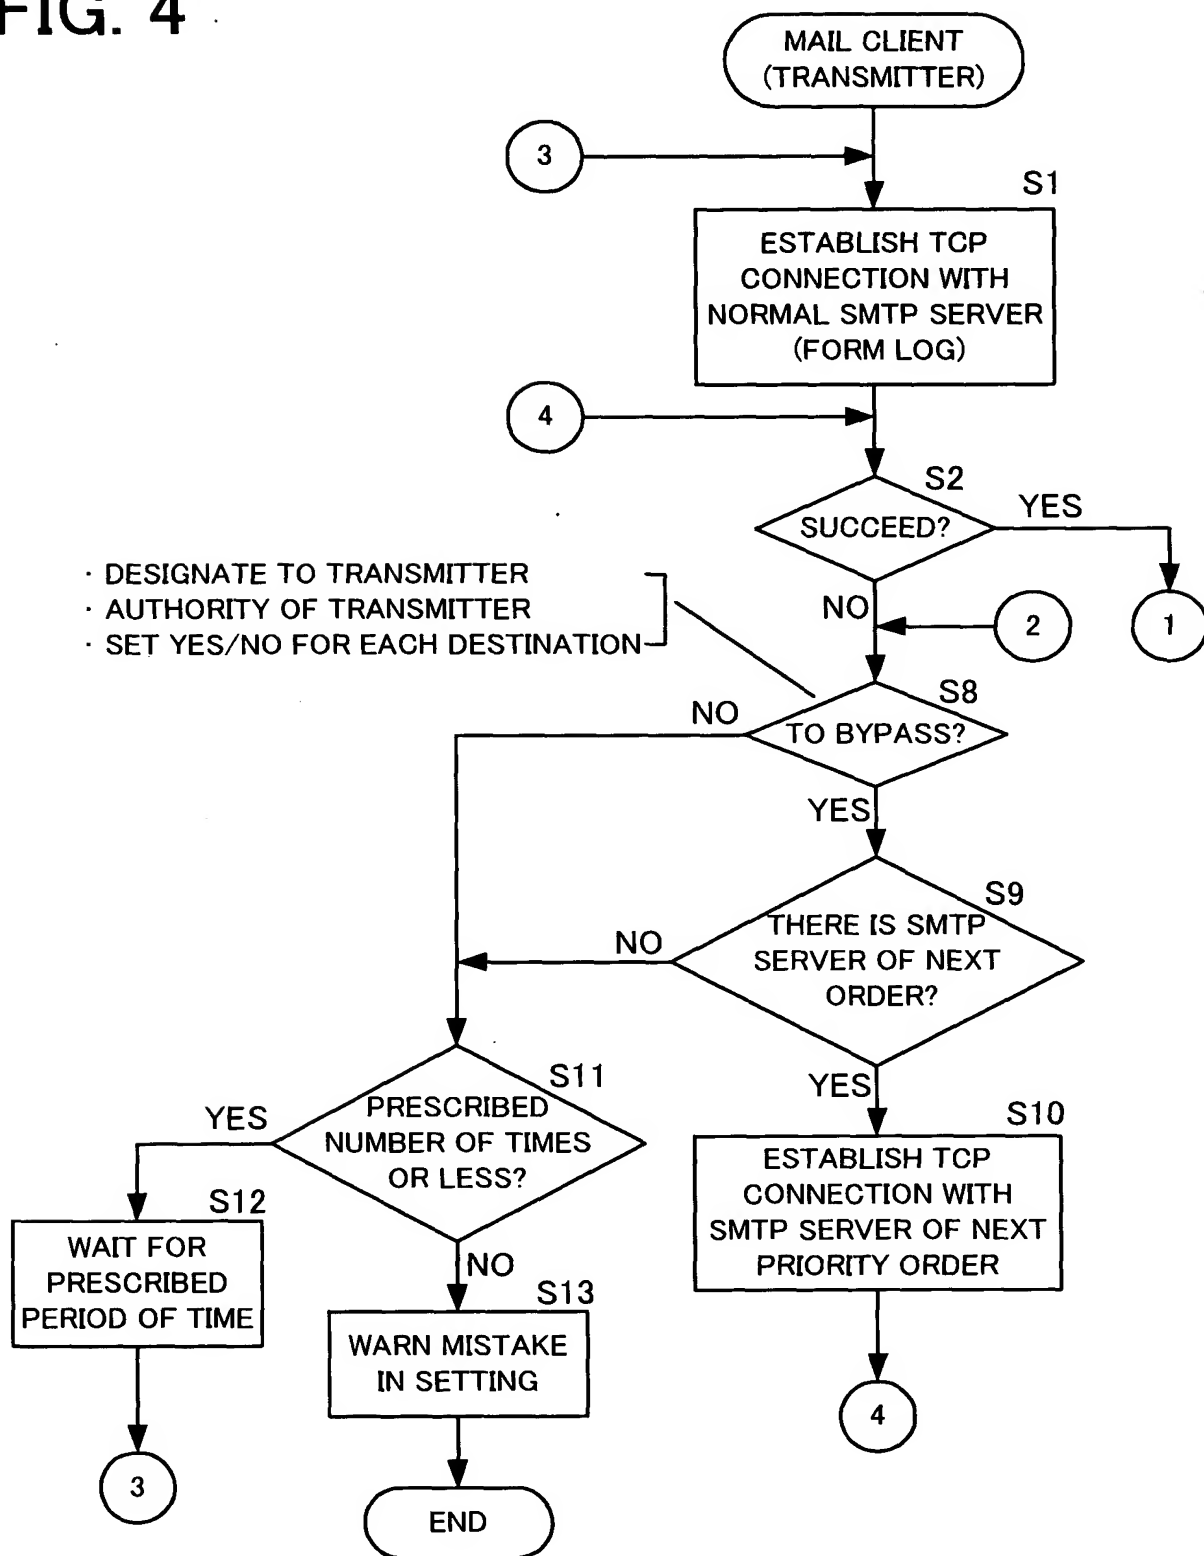 FIG. 4
MAIL CLIENT
(TRANSMITTER)
3
S1
ESTABLISH TCP
CONNECTION WITH
NORMAL SMTP SERVER
(FORM LOG)
4
S2
SUCCEED?
YES
· DESIGNATE TO TRANSMITTER
· AUTHORITY OF TRANSMITTER
· SET YES/NO FOR EACH DESTINATION
NO
2
1
S8
NO
TO BYPASS?
YES
S9
NO
THERE IS SMTP
SERVER OF NEXT
ORDER?
YES
S11
YES
PRESCRIBED
NUMBER OF TIMES
OR LESS?
S10
ESTABLISH TCP
CONNECTION WITH
SMTP SERVER OF NEXT
PRIORITY ORDER
S12
WAIT FOR
PRESCRIBED
PERIOD OF TIME
NO
S13
WARN MISTAKE
IN SETTING
4
3
END